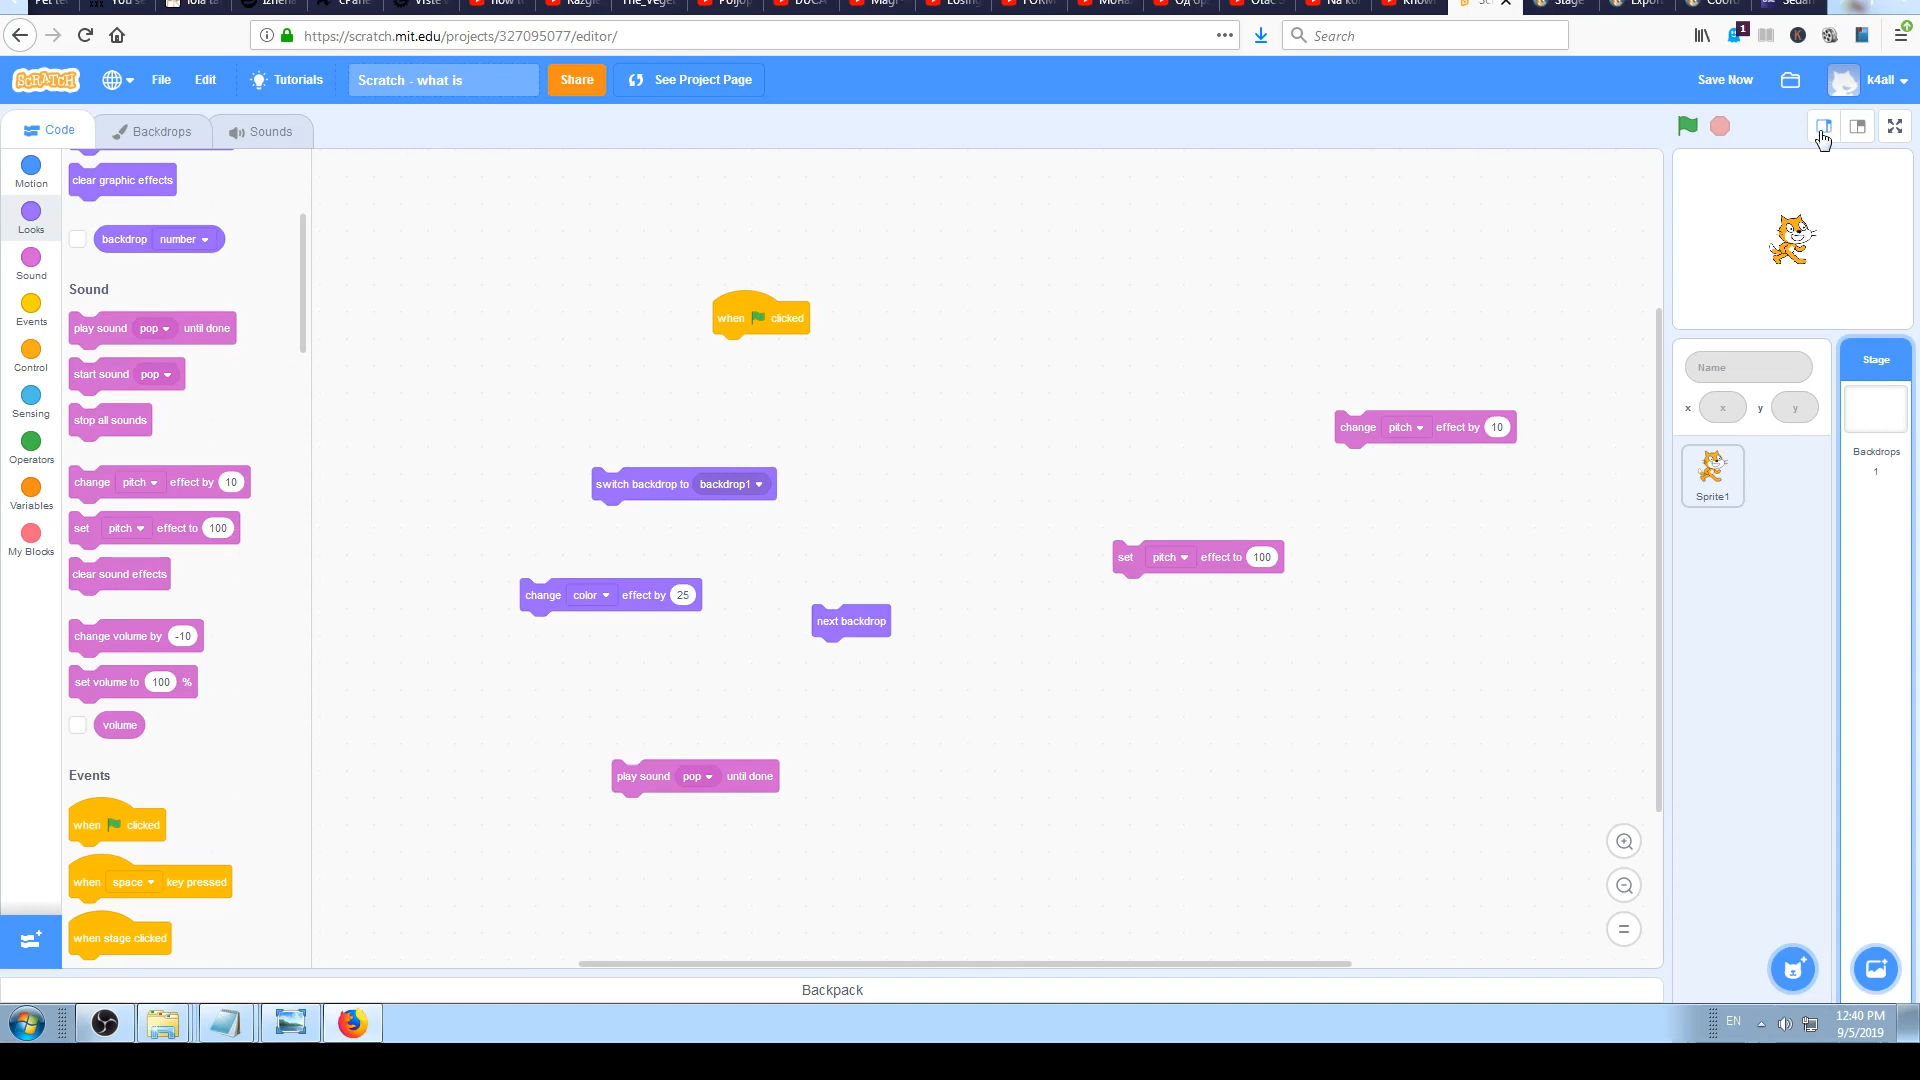 https://scratch.mit.edu/projects/327095077/editor/
Search
1
SCRATCH
File
Edit
Tutorials
Scratch - what is
Share
See Project Page
Save Now
k4all
Code
Backdrops
Sounds
Motion
Looks
Sound
Events
Control
Sensing
Operators
Variables
My Blocks
clear graphic effects
backdrop number
Sound
play sound pop until done
start sound pop
stop all sounds
change pitch effect by 10
set pitch effect to 100
clear sound effects
change volume by -10
set volume to 100 %
volume
Events
when clicked
when space key pressed
when stage clicked
when clicked
change pitch effect by 10
switch backdrop to backdrop1
set pitch effect to 100
change color effect by 25
next backdrop
play sound pop until done
Name
x x y y
Sprite1
Stage
Backdrops
1
Backpack
EN
12:40 PM
9/5/2019